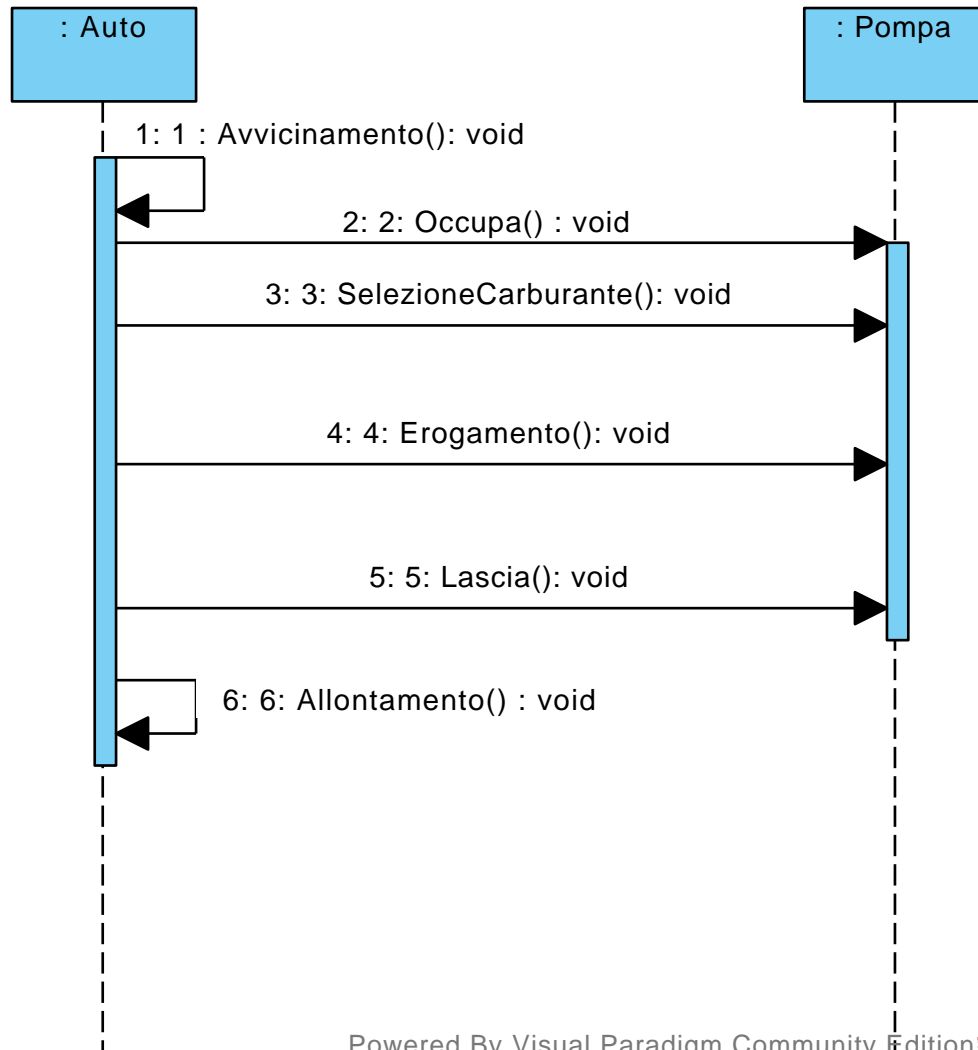 : Auto
: Pompa
1: 1 : Avvicinamento(): void
2: 2: Occupa() : void
3: 3: SelezioneCarburante(): void
4: 4: Erogamento(): void
5: 5: Lascia(): void
6: 6: Allontamento() : void
Powered By Visual Paradigm Community Edition